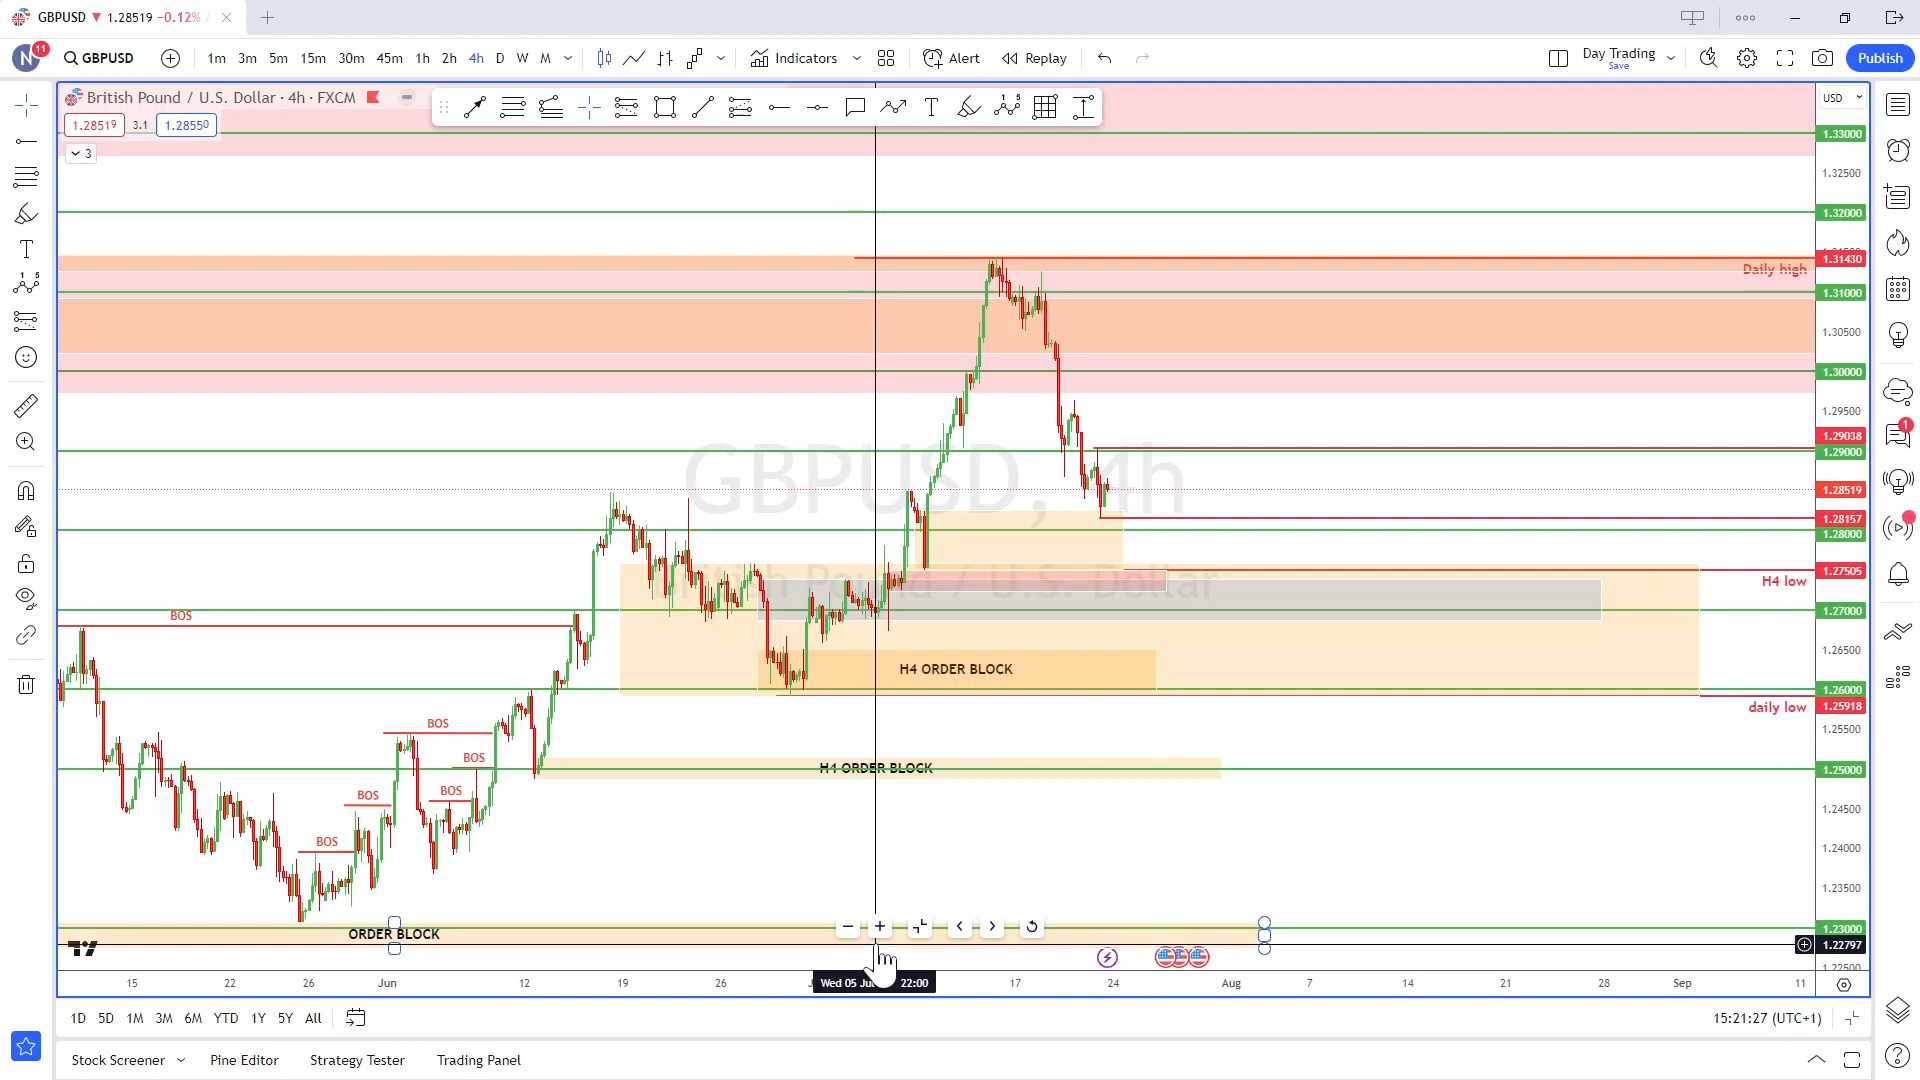 GBPUSD ▼ 1.28519 −0.12% /
N 11 GBPUSD 1m 3m 5m 15m 30m 45m 1h 2h 4h D W M Indicators Alert Replay Day Trading Save Publish
British Pound / U.S. Dollar · 4h · FXCM
1.28519 3.1 1.28550
3
USD
1.33000
1.32500
1.32000
1.31430
Daily high
1.31000
1.30500
1.30000
1.29500
1.29038
1.29000
GBPUSD, 4h
1.28519
1.28157
1.28000
1.27505
British Pound / U.S. Dollar
H4 low
1.27000
BOS
1.26500
H4 ORDER BLOCK
1.26000
1.25918
daily low
BOS
1.25500
BOS
H4 ORDER BLOCK
1.25000
BOS
BOS
1.24500
BOS
1.24000
1.23500
1.23000
ORDER BLOCK
1.22797
1.22500
15 22 26 Jun 12 19 26 Wed 05 22:00 17 24 Aug 7 14 21 28 Sep 11
1D 5D 1M 3M 6M YTD 1Y 5Y All 15:21:27 (UTC+1)
Stock Screener Pine Editor Strategy Tester Trading Panel